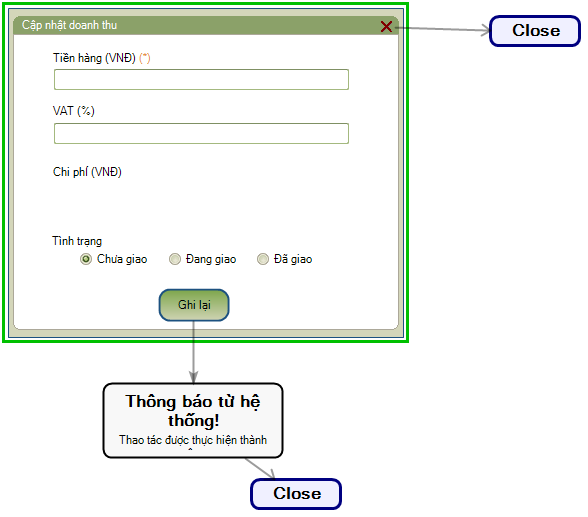 Cập nhật doanh thu
Close
Tiền hàng (VNĐ) (*)
VAT (%)
Chi phí (VNĐ)
Tình trạng
Chưa giao
Đang giao
Đã giao
Ghi lại
Thông báo từ hệ
thống!
Thao tác được thực hiện thành
Close